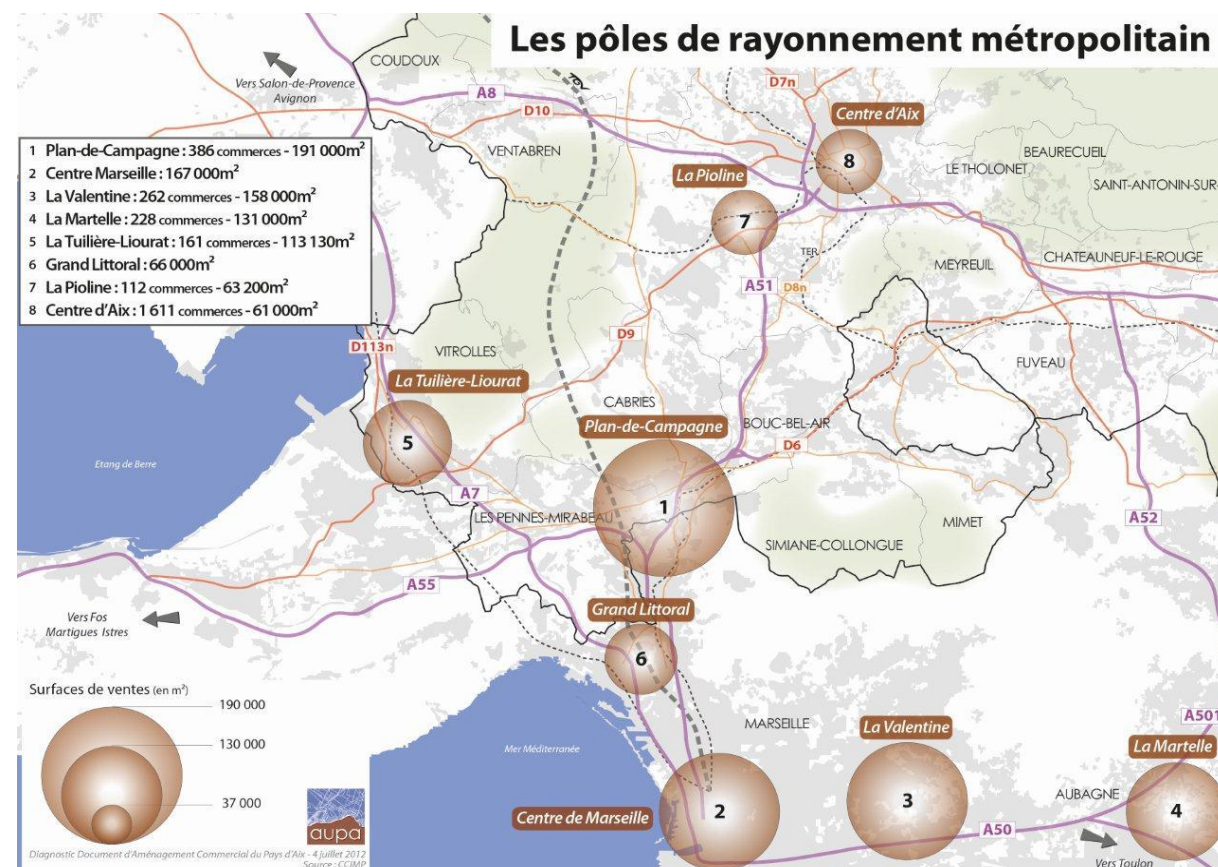 Les pôles de rayonnement métropolitain
COUDOUX
Vers Salon-de-Provence
Avignon
A8
D10
D7n
Centre d'Aix
8
1 Plan-de-Campagne : 386 commerces - 191 000m²
2 Centre Marseille : 167 000m²
3 La Valentine : 262 commerces - 158 000m²
4 La Martelle : 228 commerces - 131 000m²
5 La Tuilière-Liourat : 161 commerces - 113 130m²
6 Grand Littoral : 66 000m²
7 La Pioline : 112 commerces - 63 200m²
8 Centre d'Aix : 1 611 commerces - 61 000m²
VENTABREN
La Pioline
7
BEAURECUEIL
LE THOLONET
SAINT-ANTONIN-SUR-
TER
MEYREUIL
CHATEAUNEUF-LE-ROUGE
A51
D8n
D9
D113n
VITROLLES
FUVEAU
La Tuilière-Liourat
5
CABRIES
Plan-de-Campagne
BOUC-BEL-AIR
D6
Etang de Berre
A7
1
LES PENNES-MIRABEAU
MIMET
A52
SIMIANE-COLLONGUE
A55
Grand Littoral
6
Vers Fos
Martigues Istres
Surfaces de ventes (en m²)
190 000
130 000
37 000
aupa
Diagnostic Document d'Aménagement Commercial du Pays d'Aix - 4 juillet 2012
Source : CCIMP
Mer Méditerranée
MARSEILLE
La Valentine
3
A501
La Martelle
4
AUBAGNE
Centre de Marseille
2
A50
Vers Toulon